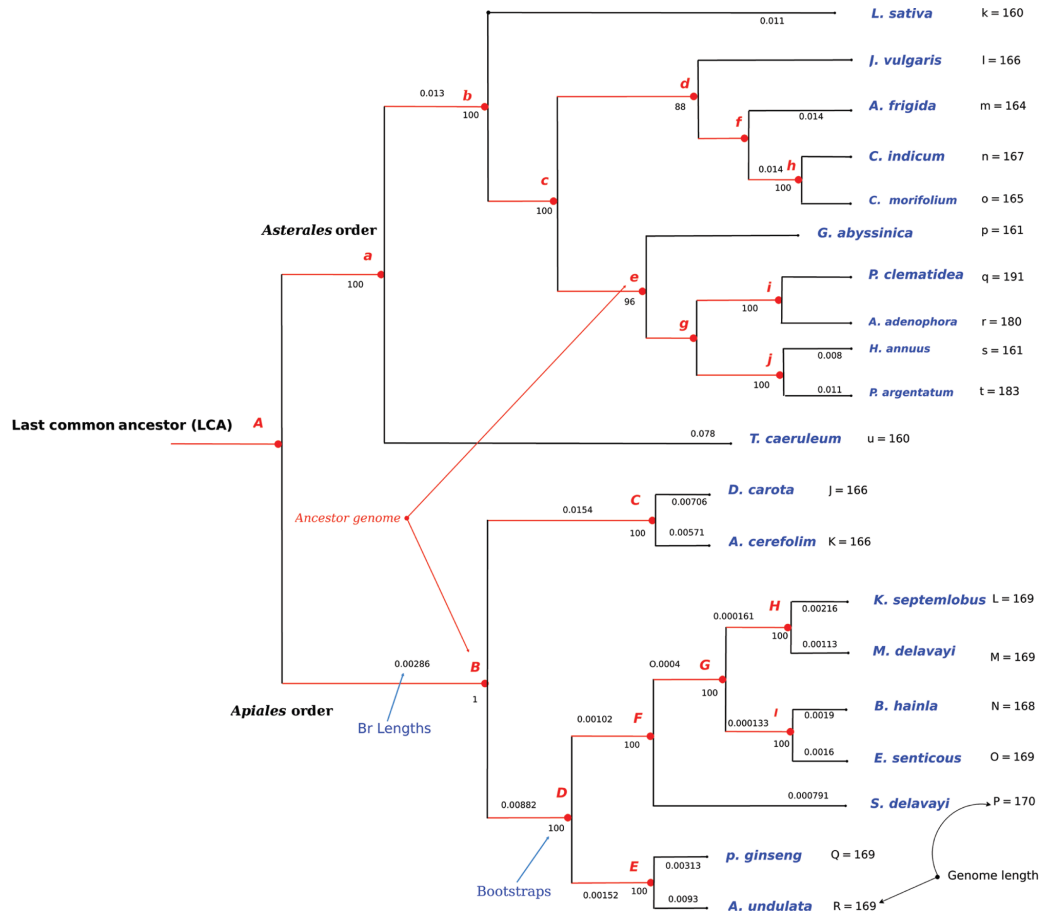 0.011
L. sativa k = 160
J. vulgaris l = 166
d
88
0.013
b
100
A. frigida m = 164
0.014
f
C. indicum n = 167
0.014
h
100
c
100
C. morifolium o = 165
G. abyssinica p = 161
Asterales order
a
100
e
96
P. clematidea q = 191
i
100
A. adenophora r = 180
g
H. annuus s = 161
0.008
j
100
P. argentatum t = 183
0.011
Last common ancestor (LCA) A
0.078
T. caeruleum u = 160
D. carota J = 166
C
0.00706
0.0154
Ancestor genome
100
0.00571
A. cerefolim K = 166
K. septemlobus L = 169
H
0.00216
0.000161
100
0.00113
M. delavayi M = 169
0.00286
B
1
O.0004
G
100
Apiales order
Br Lengths
B. hainla N = 168
0.0019
I
0.00102
F
0.000133
100
100
0.0016
E. senticous O = 169
D
0.00882
100
0.000791
S. delavayi P = 170
p. ginseng Q = 169
0.00313
E
Genome length
Bootstraps
0.00152
100
0.0093
A. undulata R = 169